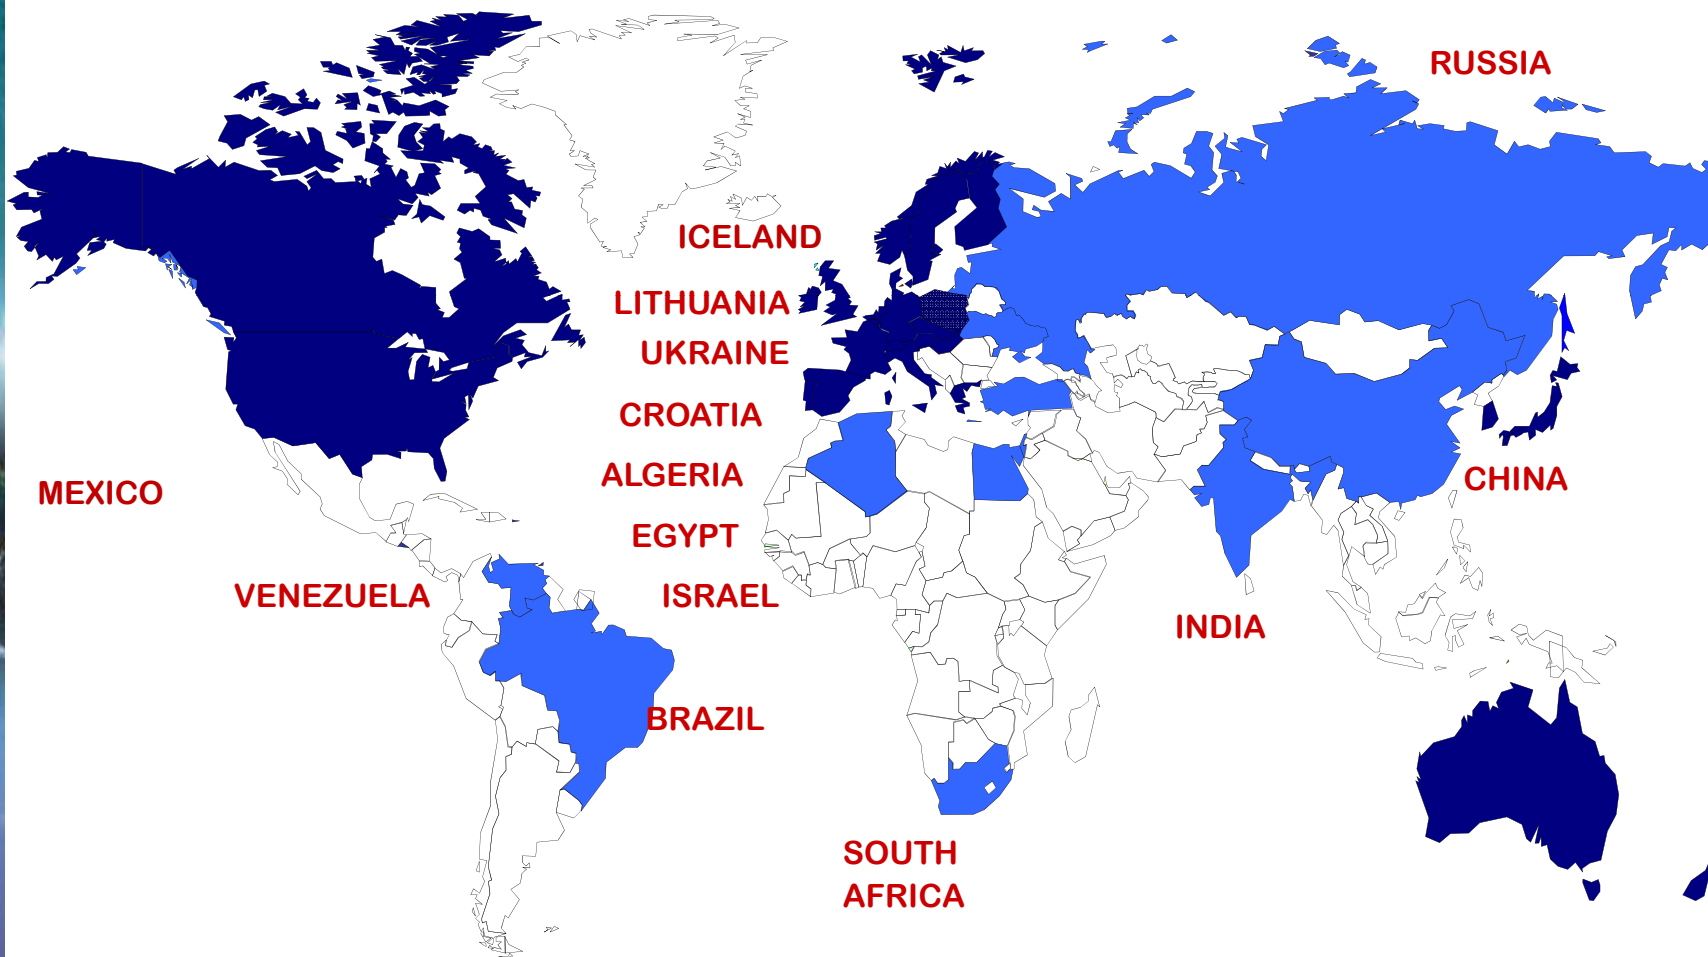 RUSSIA
ICELAND
LITHUANIA
UKRAINE
CROATIA
ALGERIA
CHINA
MEXICO
EGYPT
VENEZUELA
ISRAEL
INDIA
BRAZIL
SOUTH
AFRICA